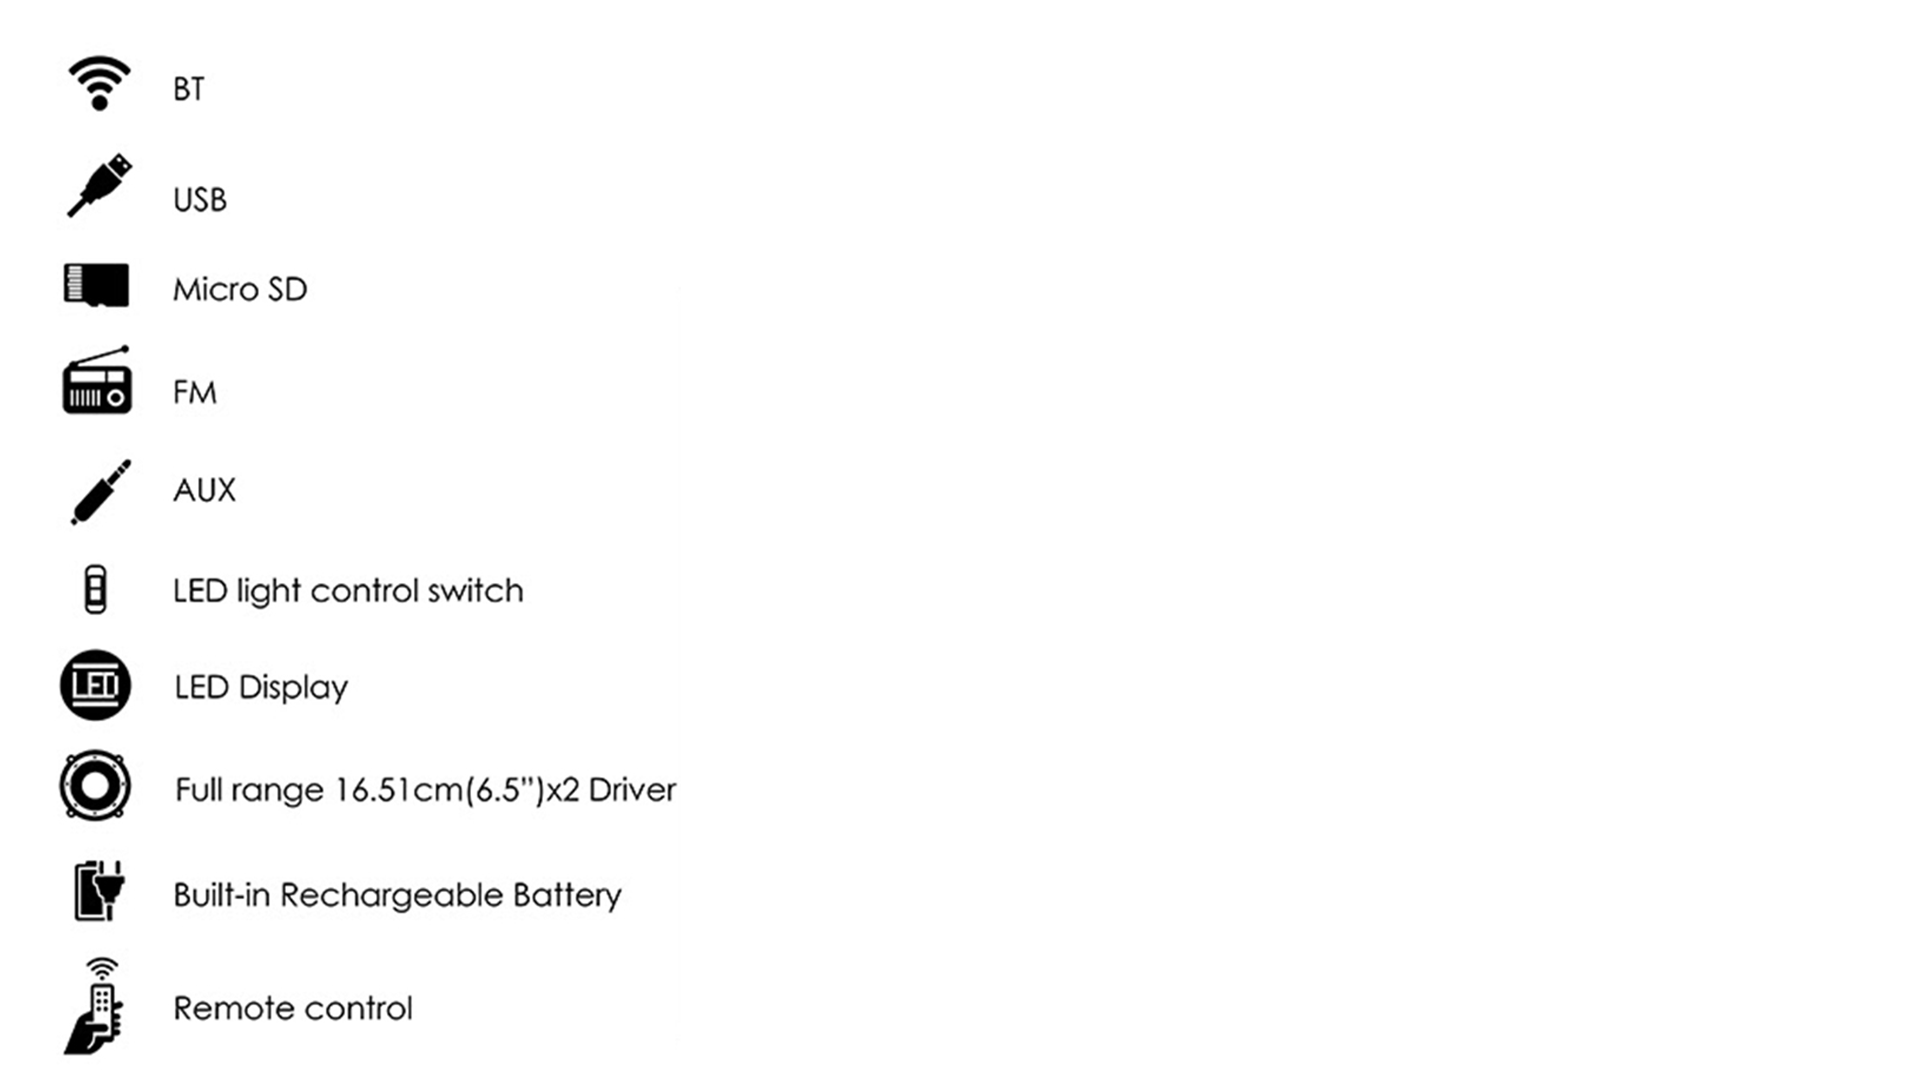 BT
USB
Micro SD
FM
AUX
LED light control switch
LED
LED Display
Full range 16.51cm(6.5”)x2 Driver
Built-in Rechargeable Battery
Remote control